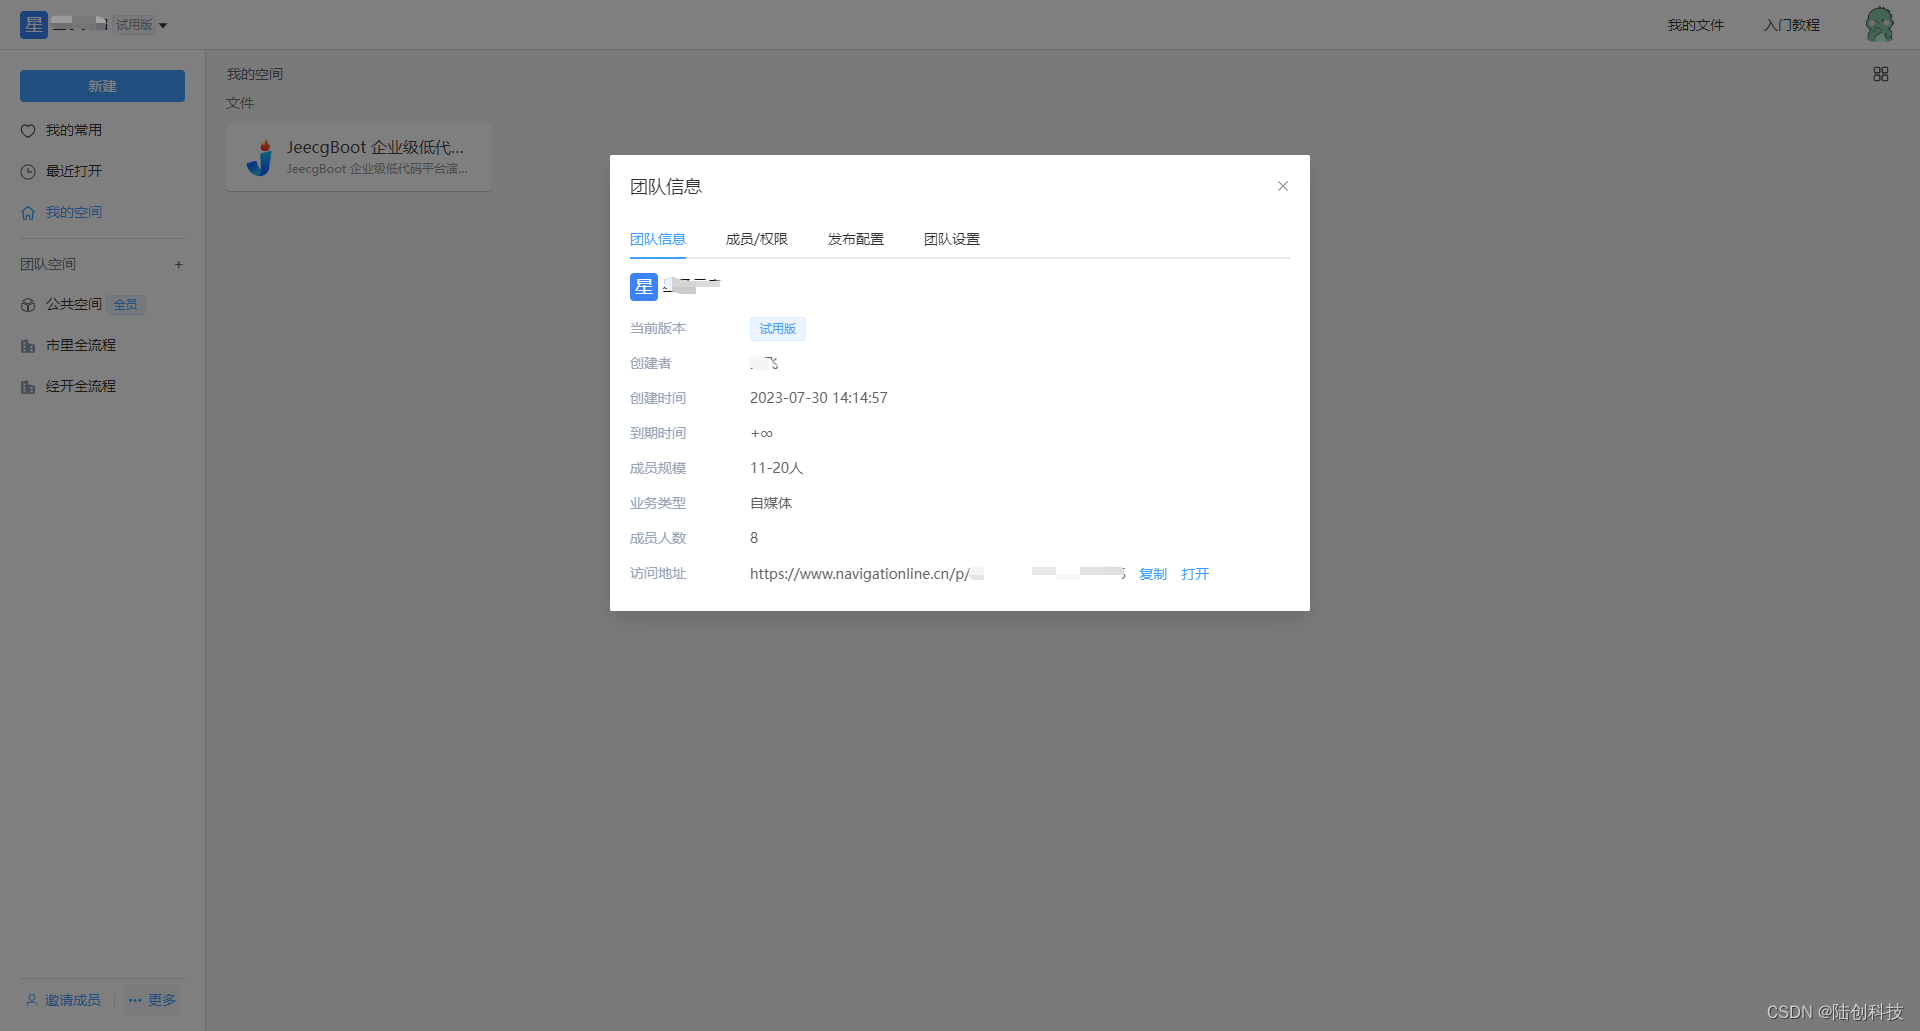 星
试用版
我的文件
入门教程
新建
我的常用
最近打开
我的空间
团队空间
+
公共空间 全员
市里全流程
经开全流程
邀请成员
更多
我的空间
文件
JeecgBoot 企业级低代...
JeecgBoot 企业级低代码平台演...
团队信息
团队信息
成员/权限
发布配置
团队设置
星
当前版本 试用版
创建者 飞
创建时间 2023-07-30 14:14:57
到期时间 +∞
成员规模 11-20人
业务类型 自媒体
成员人数 8
访问地址 https://www.navigationline.cn/p/ 复制 打开
CSDN @陆创科技